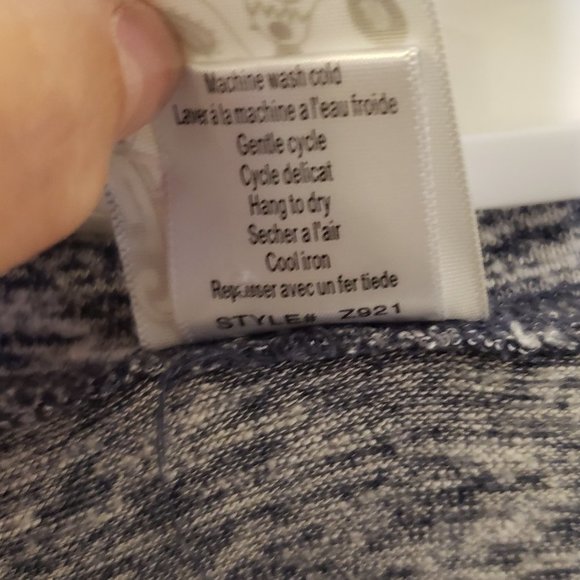 Machine wash cold
Laver à la machine a l'eau froide
Gentle cycle
Cycle delicat
Hang to dry
Secher a l'air
Cool iron
Repasser avec un fer tiede
STYLE# Z921